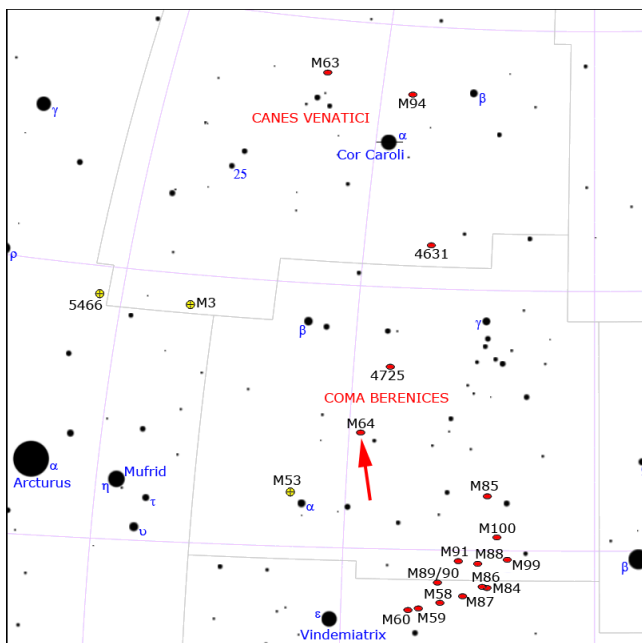 M63
γ
M94
β
CANES VENATICI
α
Cor Caroli
25
ρ
4631
5466
M3
β
γ
4725
COMA BERENICES
M64
α
Arcturus
Mufrid
η
τ
υ
M53
α
M85
M100
M91
M88
M99
M89/90
M86
M84
M58
M87
M60
M59
β
ε
Vindemiatrix